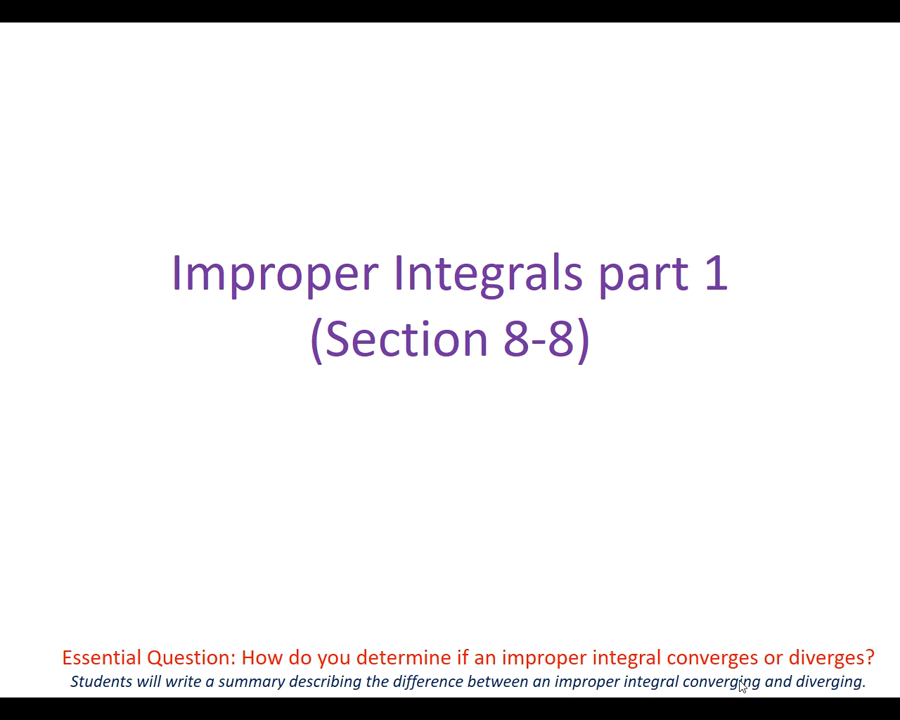 Improper Integrals part 1
(Section 8-8)
Essential Question: How do you determine if an improper integral converges or diverges?
Students will write a summary describing the difference between an improper integral converging and diverging.